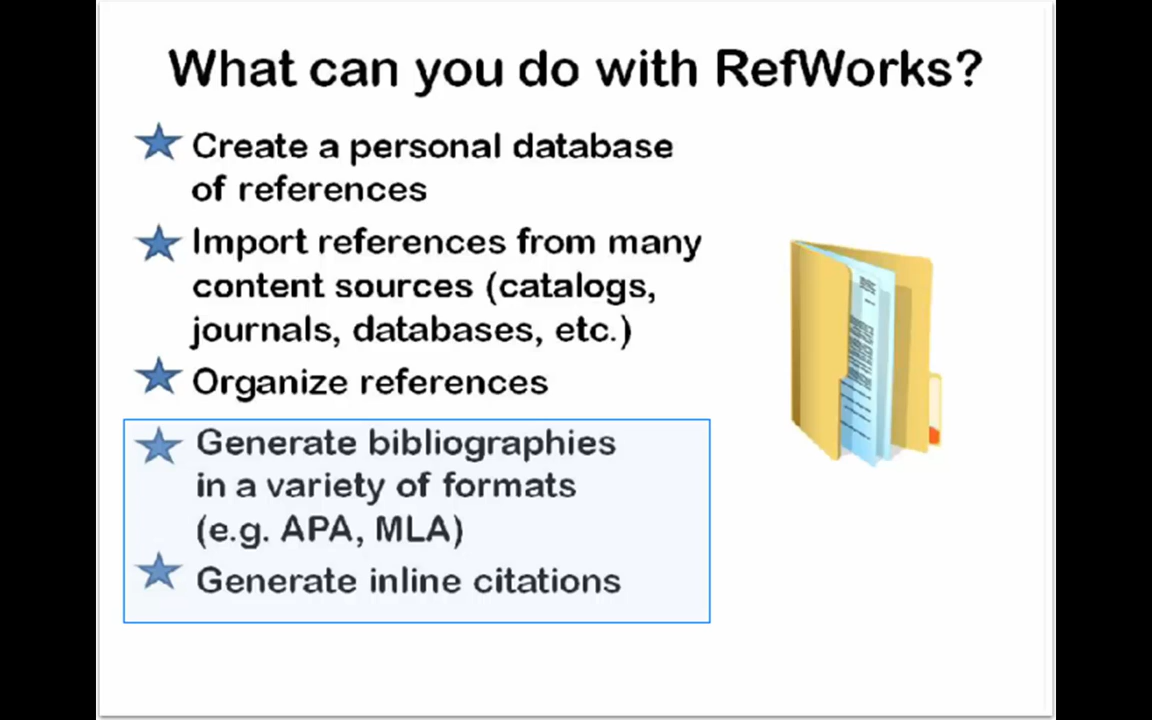 What can you do with RefWorks?
Create a personal database
of references
Import references from many
content sources (catalogs,
journals, databases, etc.)
Organize references
Generate bibliographies
in a variety of formats
(e.g. APA, MLA)
Generate inline citations